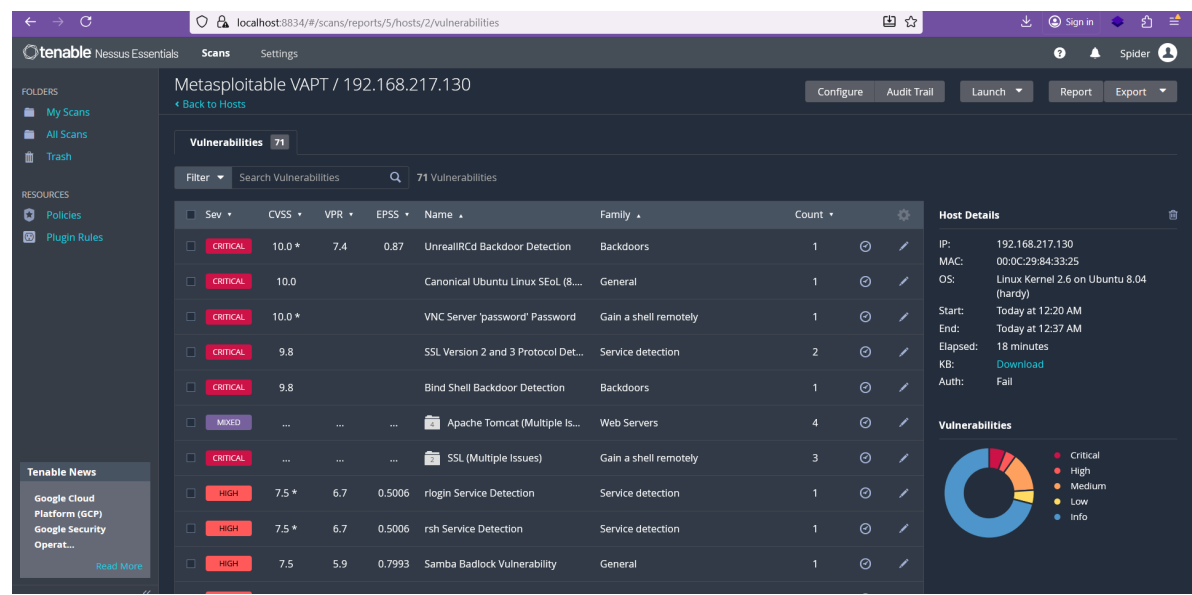 localhost:8834/#/scans/reports/5/hosts/2/vulnerabilities
Sign in
tenable Nessus Essentials
Scans
Settings
Spider
FOLDERS
My Scans
All Scans
Trash
RESOURCES
Policies
Plugin Rules
Tenable News
Google Cloud
Platform (GCP)
Google Security
Operat...
Read More
Metasploitable VAPT / 192.168.217.130
Back to Hosts
Configure
Audit Trail
Launch
Report
Export
Vulnerabilities 71
Filter
Search Vulnerabilities
71 Vulnerabilities
Sev CVSS VPR EPSS Name Family Count
CRITICAL 10.0 * 7.4 0.87 UnrealIRCd Backdoor Detection Backdoors 1
CRITICAL 10.0 Canonical Ubuntu Linux SEoL (8.... General 1
CRITICAL 10.0 * VNC Server 'password' Password Gain a shell remotely 1
CRITICAL 9.8 SSL Version 2 and 3 Protocol Det... Service detection 2
CRITICAL 9.8 Bind Shell Backdoor Detection Backdoors 1
MIXED ... ... ... 4 Apache Tomcat (Multiple Is... Web Servers 4
CRITICAL ... ... ... 2 SSL (Multiple Issues) Gain a shell remotely 3
HIGH 7.5 * 6.7 0.5006 rlogin Service Detection Service detection 1
HIGH 7.5 * 6.7 0.5006 rsh Service Detection Service detection 1
HIGH 7.5 5.9 0.7993 Samba Badlock Vulnerability General 1
Host Details
IP: 192.168.217.130
MAC: 00:0C:29:84:33:25
OS: Linux Kernel 2.6 on Ubuntu 8.04
(hardy)
Start: Today at 12:20 AM
End: Today at 12:37 AM
Elapsed: 18 minutes
KB: Download
Auth: Fail
Vulnerabilities
Critical
High
Medium
Low
Info